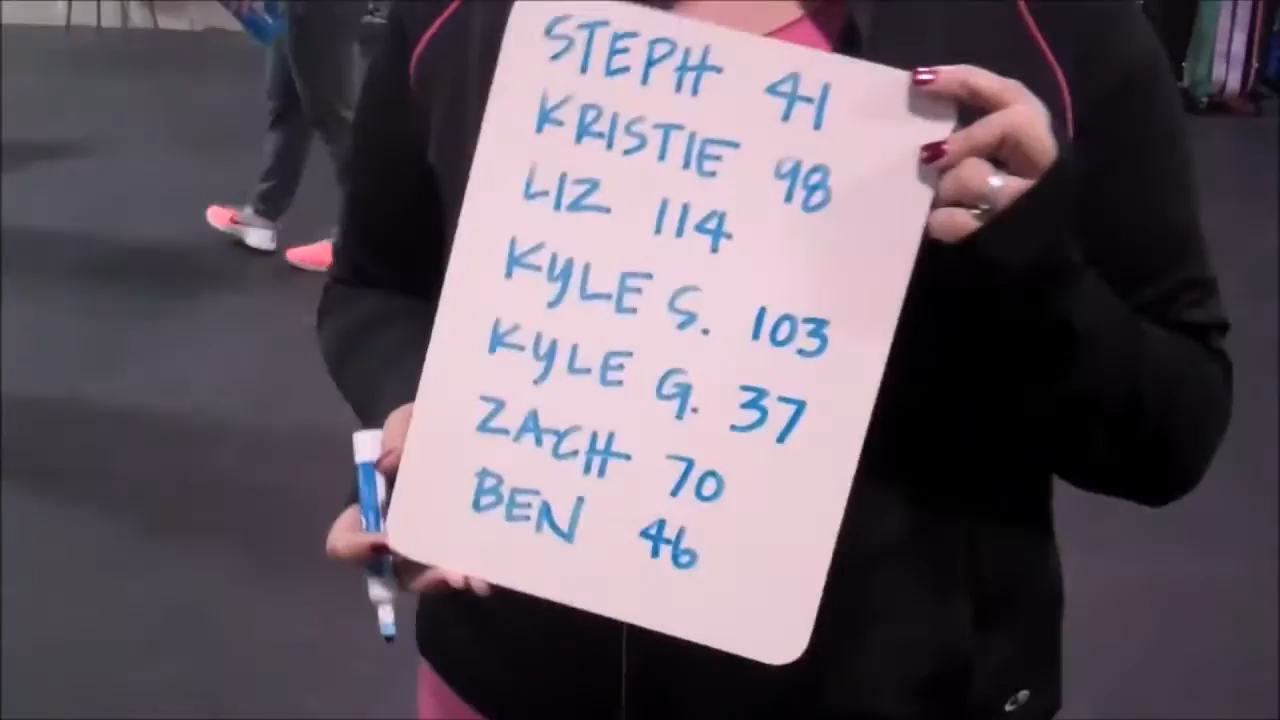 STEPH 41
KRISTIE 98
LIZ 114
KYLE S. 103
KYLE G. 37
ZACH 70
BEN 46